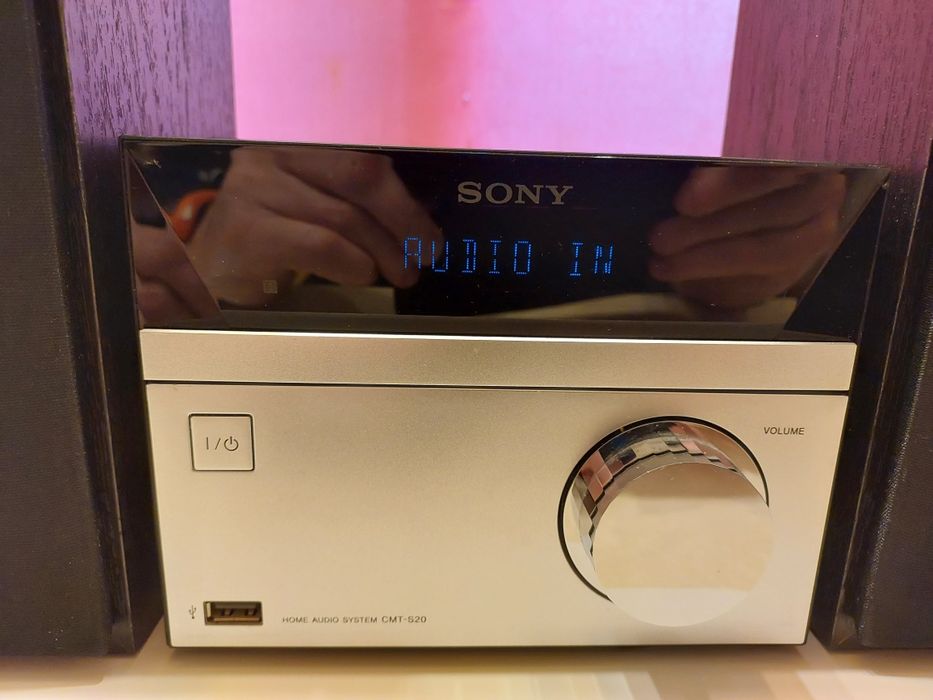 SONY
AUDIO IN
VOLUME
I/⏻
HOME AUDIO SYSTEM CMT-S20